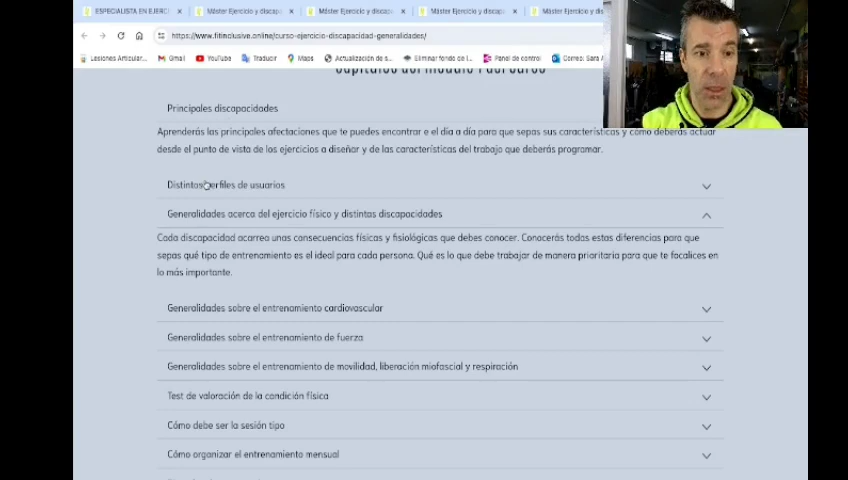 ESPECIALISTA EN EJERC
Máster Ejercicio y discap
Máster Ejercicio y discap
Máster Ejercicio y discap
Máster Ejercicio y dis
https://www.fitinclusive.online/curso-ejercicio-discapacidad-generalidades/
Lesiones Articular...
Gmail
YouTube
Traducir
Maps
Actualización de s...
Eliminar fondo de i...
Panel de control
Correo: Sara
Principales discapacidades
Aprenderás las principales afectaciones que te puedes encontrar e el día a día para que sepas sus características y cómo deberás actuar
desde el punto de vista de los ejercicios a diseñar y de las características del trabajo que deberás programar.
Distintos perfiles de usuarios
Generalidades acerca del ejercicio físico y distintas discapacidades
Cada discapacidad acarrea unas consecuencias físicas y fisiológicas que debes conocer. Conocerás todas estas diferencias para que
sepas qué tipo de entrenamiento es el ideal para cada persona. Qué es lo que debe trabajar de manera prioritaria para que te focalices en
lo más importante.
Generalidades sobre el entrenamiento cardiovascular
Generalidades sobre el entrenamiento de fuerza
Generalidades sobre el entrenamiento de movilidad, liberación miofascial y respiración
Test de valoración de la condición física
Cómo debe ser la sesión tipo
Cómo organizar el entrenamiento mensual